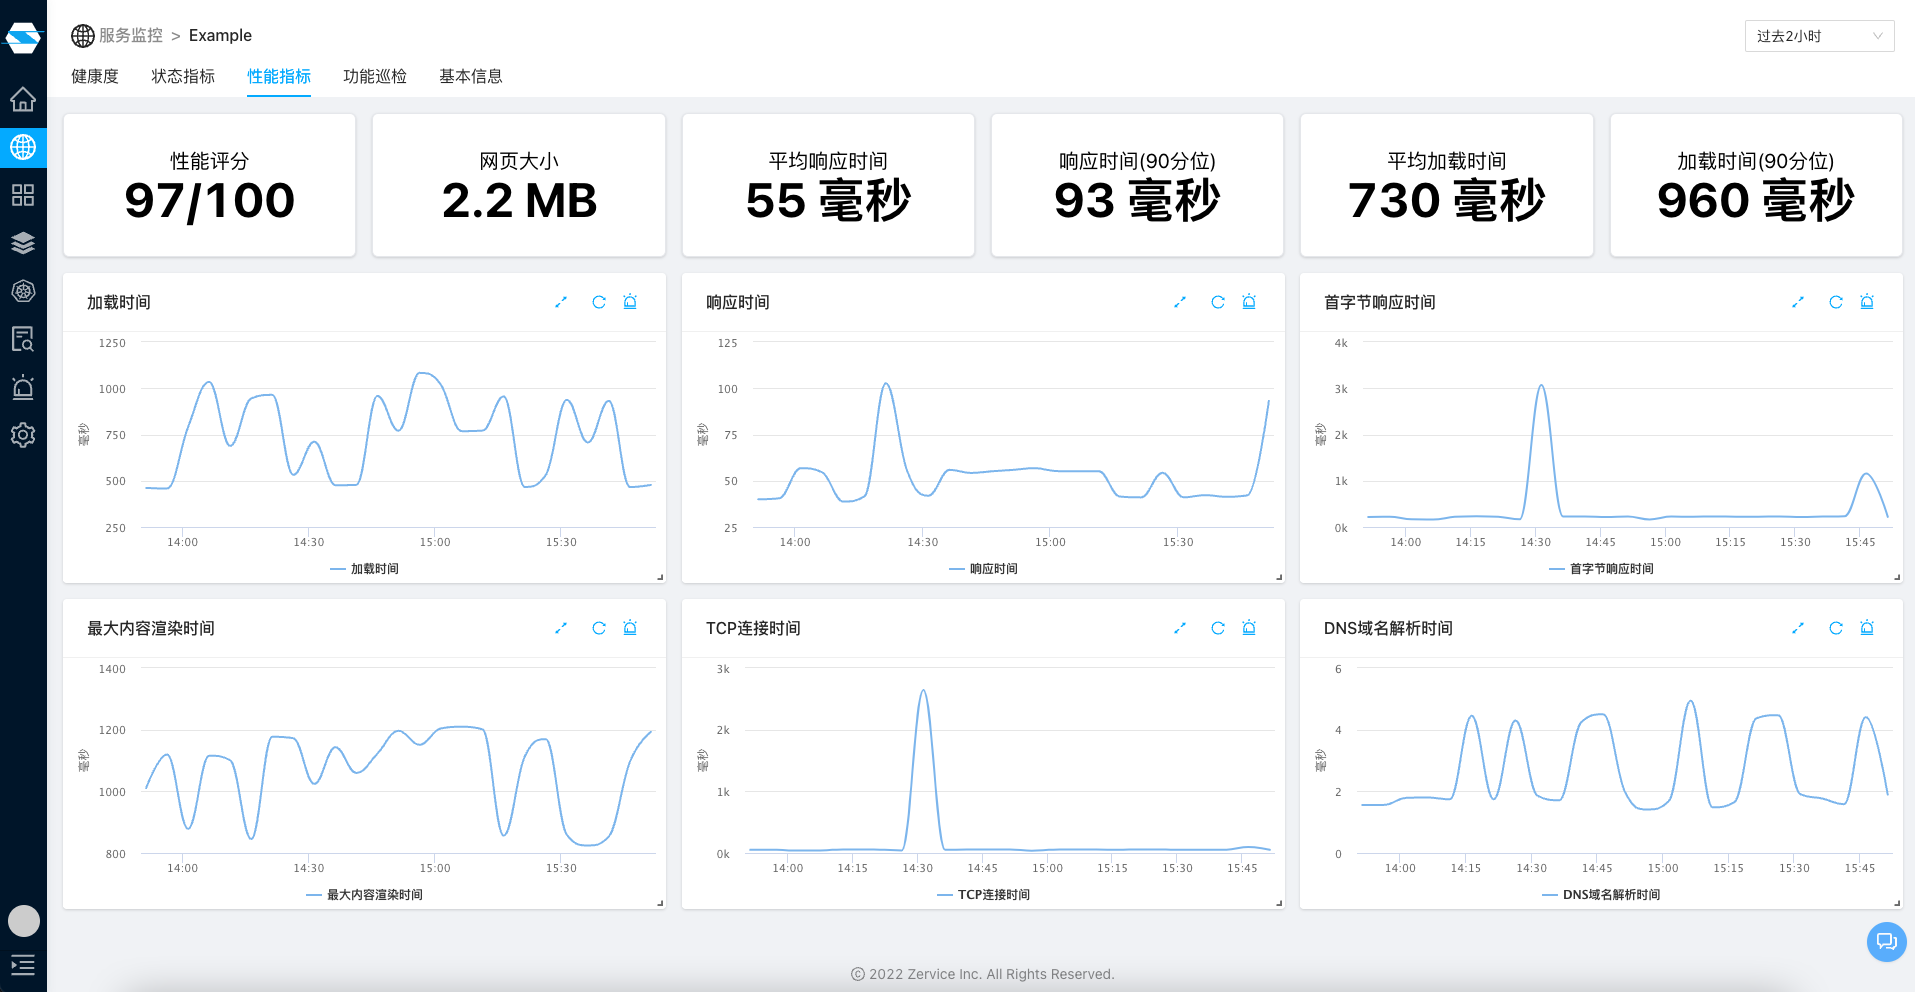 服务监控 > Example
过去2小时
健康度 状态指标 性能指标 功能巡检 基本信息
性能评分
97/100
网页大小
2.2 MB
平均响应时间
55 毫秒
响应时间(90分位)
93 毫秒
平均加载时间
730 毫秒
加载时间(90分位)
960 毫秒
加载时间
1250
1000
750
500
250
毫秒
14:00 14:30 15:00 15:30
加载时间
响应时间
125
100
75
50
25
毫秒
14:00 14:30 15:00 15:30
响应时间
首字节响应时间
4k
3k
2k
1k
0k
毫秒
14:00 14:15 14:30 14:45 15:00 15:15 15:30 15:45
首字节响应时间
最大内容渲染时间
1400
1200
1000
800
毫秒
14:00 14:30 15:00 15:30
最大内容渲染时间
TCP连接时间
3k
2k
1k
0k
毫秒
14:00 14:15 14:30 14:45 15:00 15:15 15:30 15:45
TCP连接时间
DNS域名解析时间
6
4
2
0
毫秒
14:00 14:15 14:30 14:45 15:00 15:15 15:30 15:45
DNS域名解析时间
© 2022 Zervice Inc. All Rights Reserved.